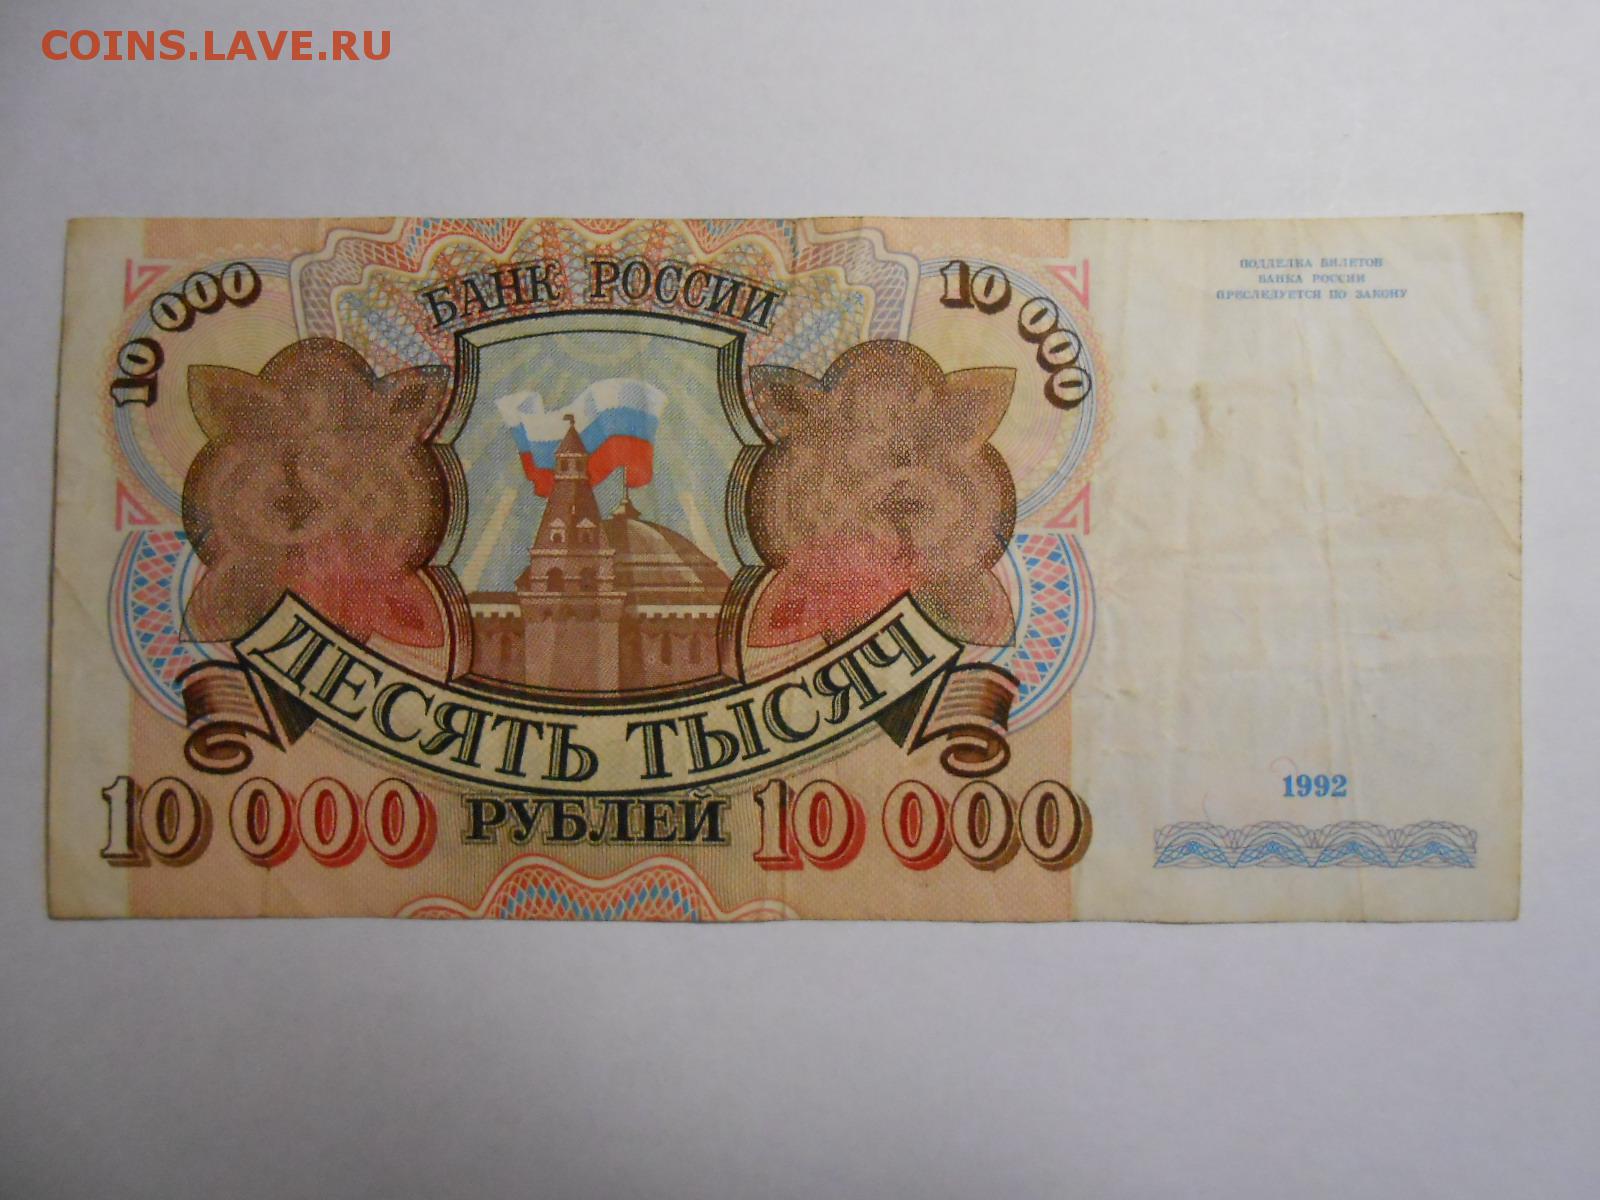 COINS.LAVE.RU
БАНК РОССИИ
10 000
10 000
ПОДДЕЛКА БИЛЕТОВ
БАНКА РОССИИ
ПРЕСЛЕДУЕТСЯ ПО ЗАКОНУ
ДЕСЯТЬ ТЫСЯЧ
10 000 РУБЛЕЙ 10 000
1992